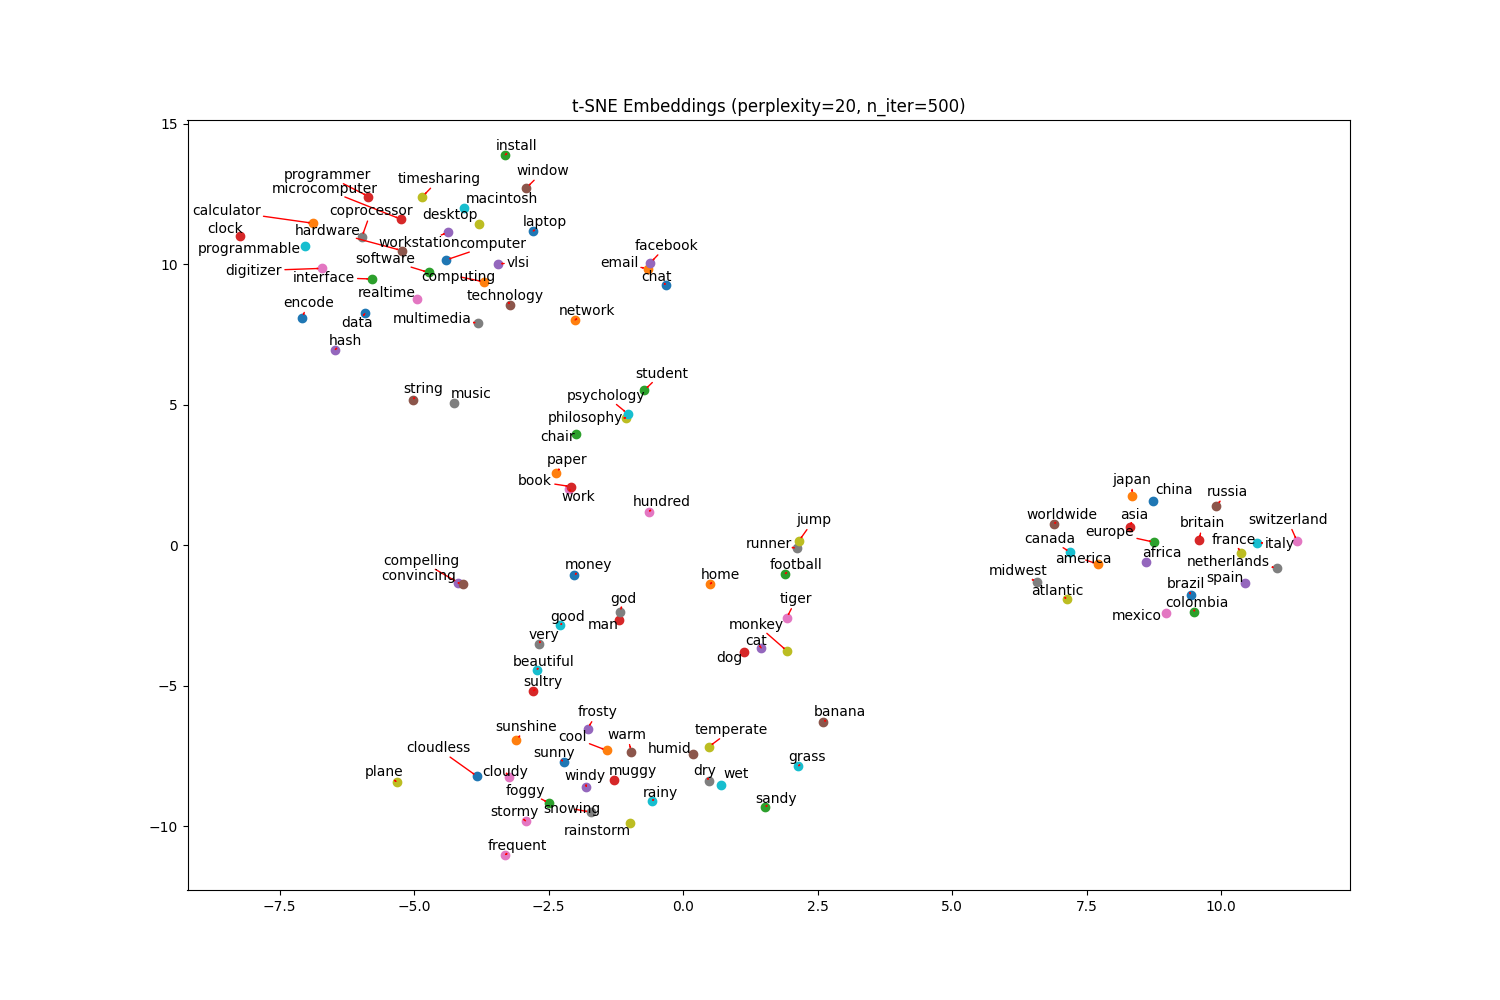 t-SNE Embeddings (perplexity=20, n_iter=500)
15
install
window
programmer
timesharing
microcomputer
macintosh
calculator
coprocessor
desktop
laptop
clock
hardware
workstation
computer
programmable
facebook
software
vlsi
email
digitizer
interface
computing
chat
10
realtime
technology
encode
network
multimedia
data
hash
student
string
music
psychology
philosophy
5
chair
paper
book
work
hundred
japan
china
russia
worldwide
asia
jump
britain
switzerland
europe
canada
france
italy
runner
0
america
africa
netherlands
compelling
money
football
convincing
home
midwest
spain
brazil
atlantic
god
tiger
colombia
good
man
monkey
mexico
very
cat
dog
beautiful
sultry
−5
frosty
banana
sunshine
cool
warm
temperate
cloudless
sunny
humid
grass
plane
cloudy
windy
muggy
dry
wet
foggy
rainy
sandy
stormy
snowing
rainstorm
−10
frequent
−7.5
−5.0
−2.5
0.0
2.5
5.0
7.5
10.0